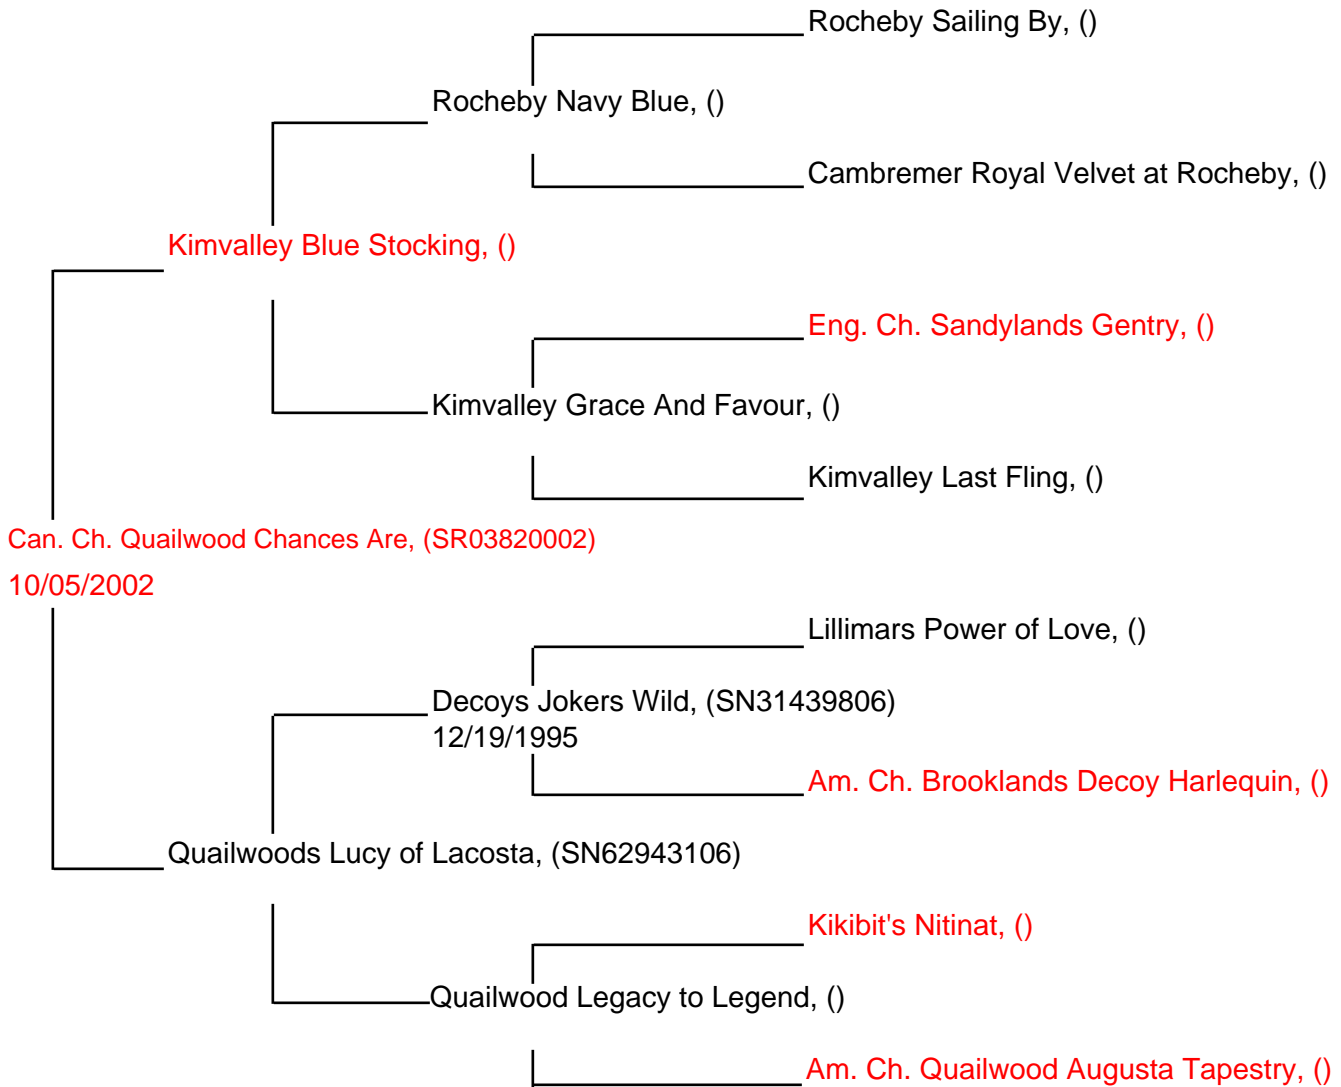 Rocheby Sailing By, ()
Rocheby Navy Blue, ()
Cambremer Royal Velvet at Rocheby, ()
Kimvalley Blue Stocking, ()
Eng. Ch. Sandylands Gentry, ()
Kimvalley Grace And Favour, ()
Kimvalley Last Fling, ()
Can. Ch. Quailwood Chances Are, (SR03820002)
10/05/2002
Lillimars Power of Love, ()
Decoys Jokers Wild, (SN31439806)
12/19/1995
Am. Ch. Brooklands Decoy Harlequin, ()
Quailwoods Lucy of Lacosta, (SN62943106)
Kikibit's Nitinat, ()
Quailwood Legacy to Legend, ()
Am. Ch. Quailwood Augusta Tapestry, ()